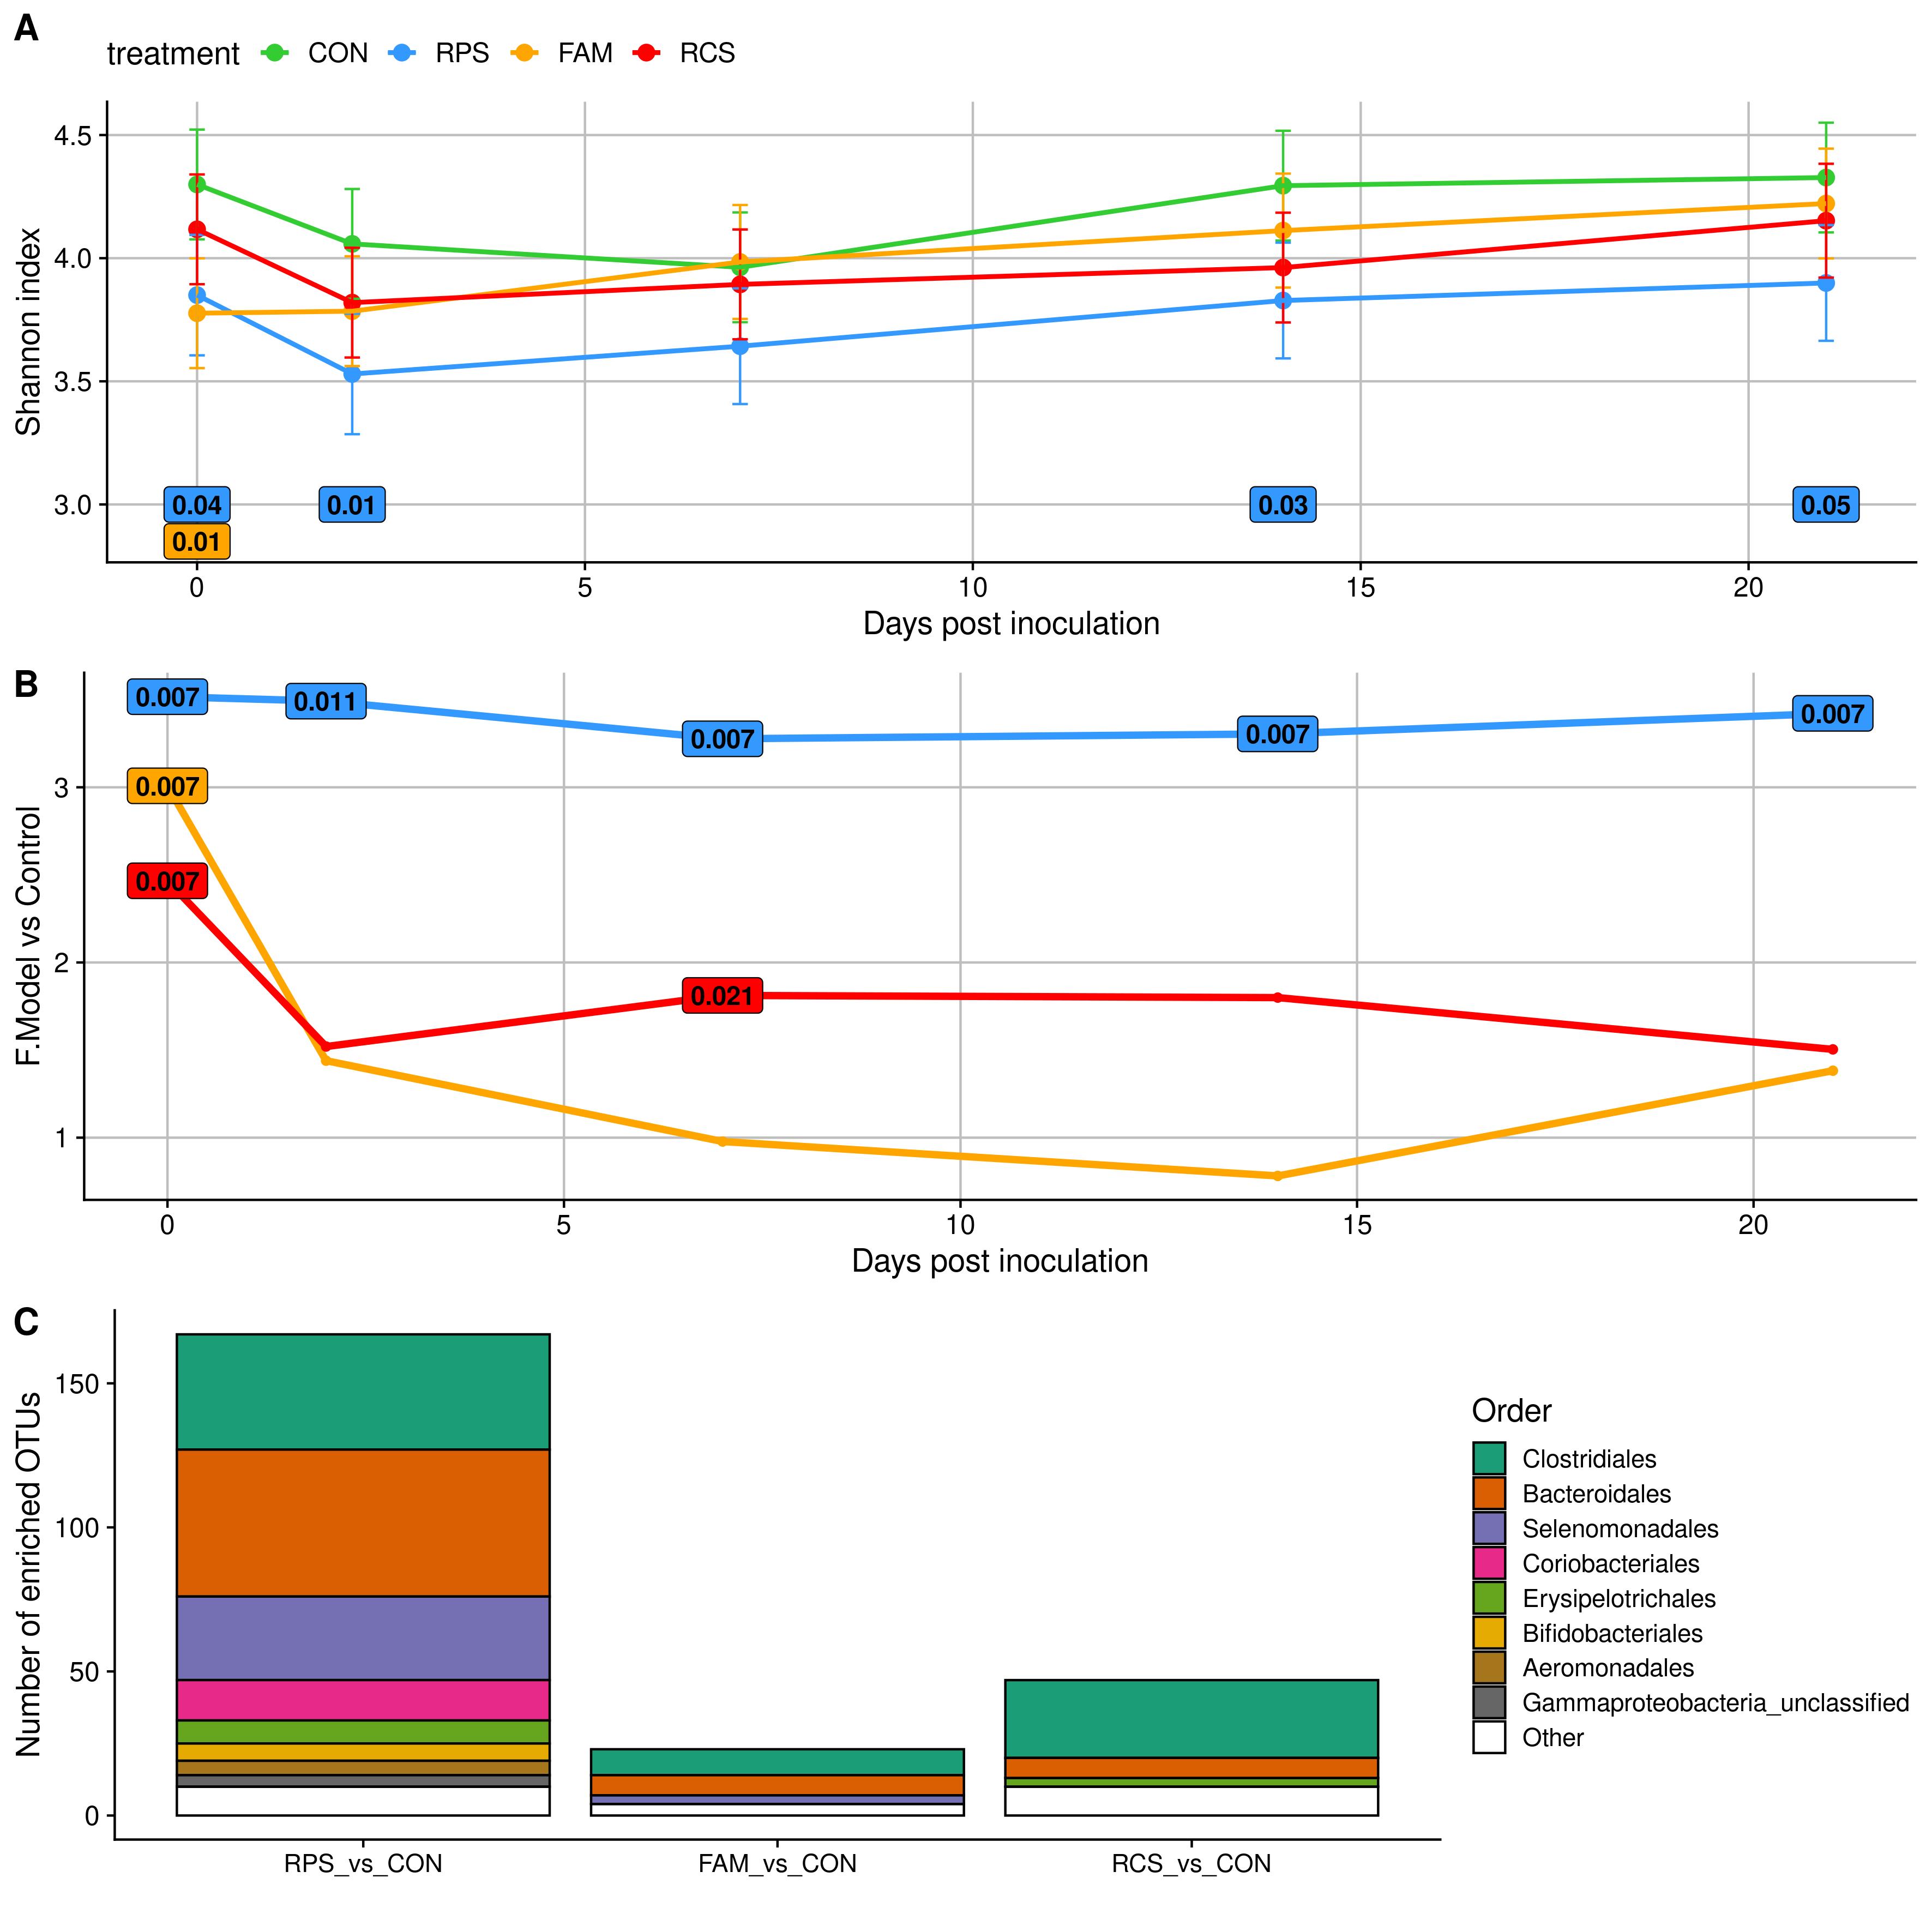 A
treatment CON RPS FAM RCS
Shannon index
4.5
4.0
3.5
3.0
0.04 0.01 0.03 0.05
0.01
0 5 10 15 20
Days post inoculation
B
F.Model vs Control
0.007 0.011 0.007 0.007 0.007
0.007
0.007
0.021
3
2
1
0 5 10 15 20
Days post inoculation
C
Number of enriched OTUs
150
100
50
0
RPS_vs_CON FAM_vs_CON RCS_vs_CON
Order
Clostridiales
Bacteroidales
Selenomonadales
Coriobacteriales
Erysipelotrichales
Bifidobacteriales
Aeromonadales
Gammaproteobacteria_unclassified
Other